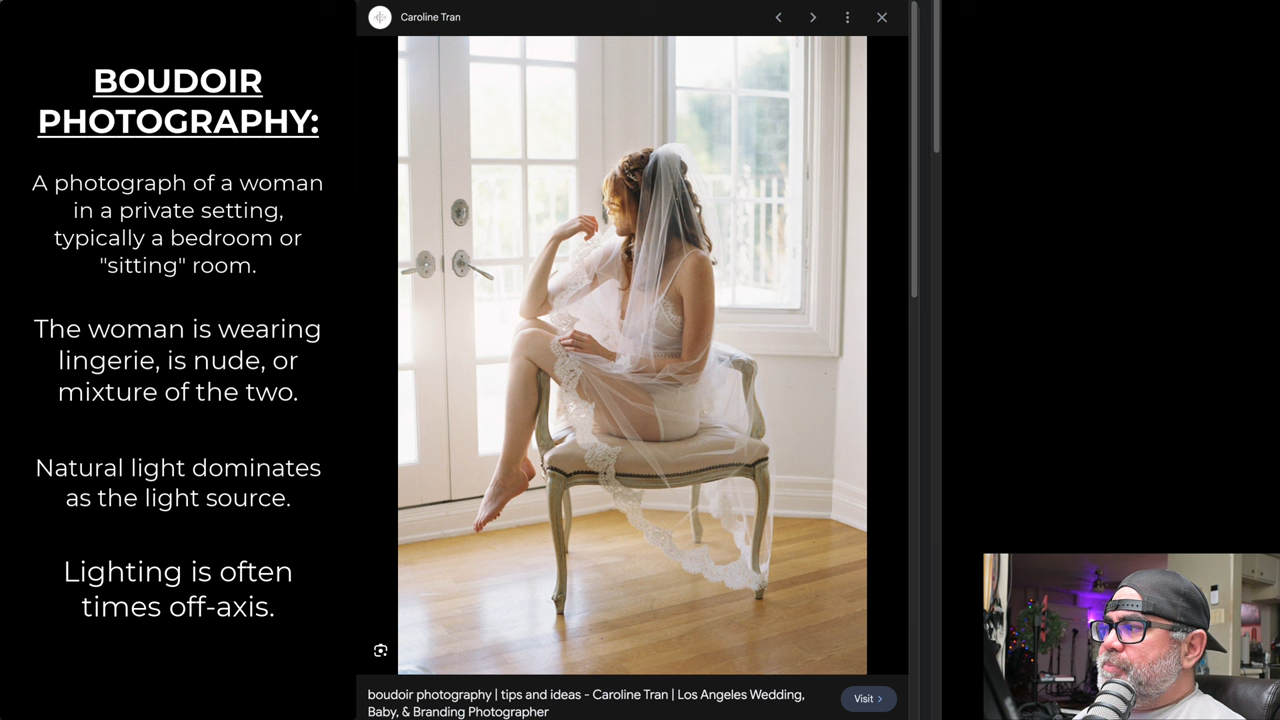 BOUDOIR
PHOTOGRAPHY:
A photograph of a woman
in a private setting,
typically a bedroom or
"sitting" room.
The woman is wearing
lingerie, is nude, or
mixture of the two.
Natural light dominates
as the light source.
Lighting is often
times off-axis.
Caroline Tran
boudoir photography | tips and ideas - Caroline Tran | Los Angeles Wedding,
Baby, & Branding Photographer
Visit